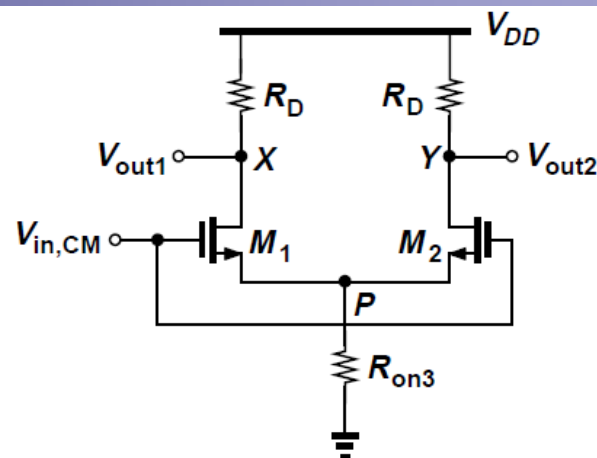 V_DD
R_D R_D
V_out1 X Y V_out2
V_in,CM M_1 M_2
P
R_on3